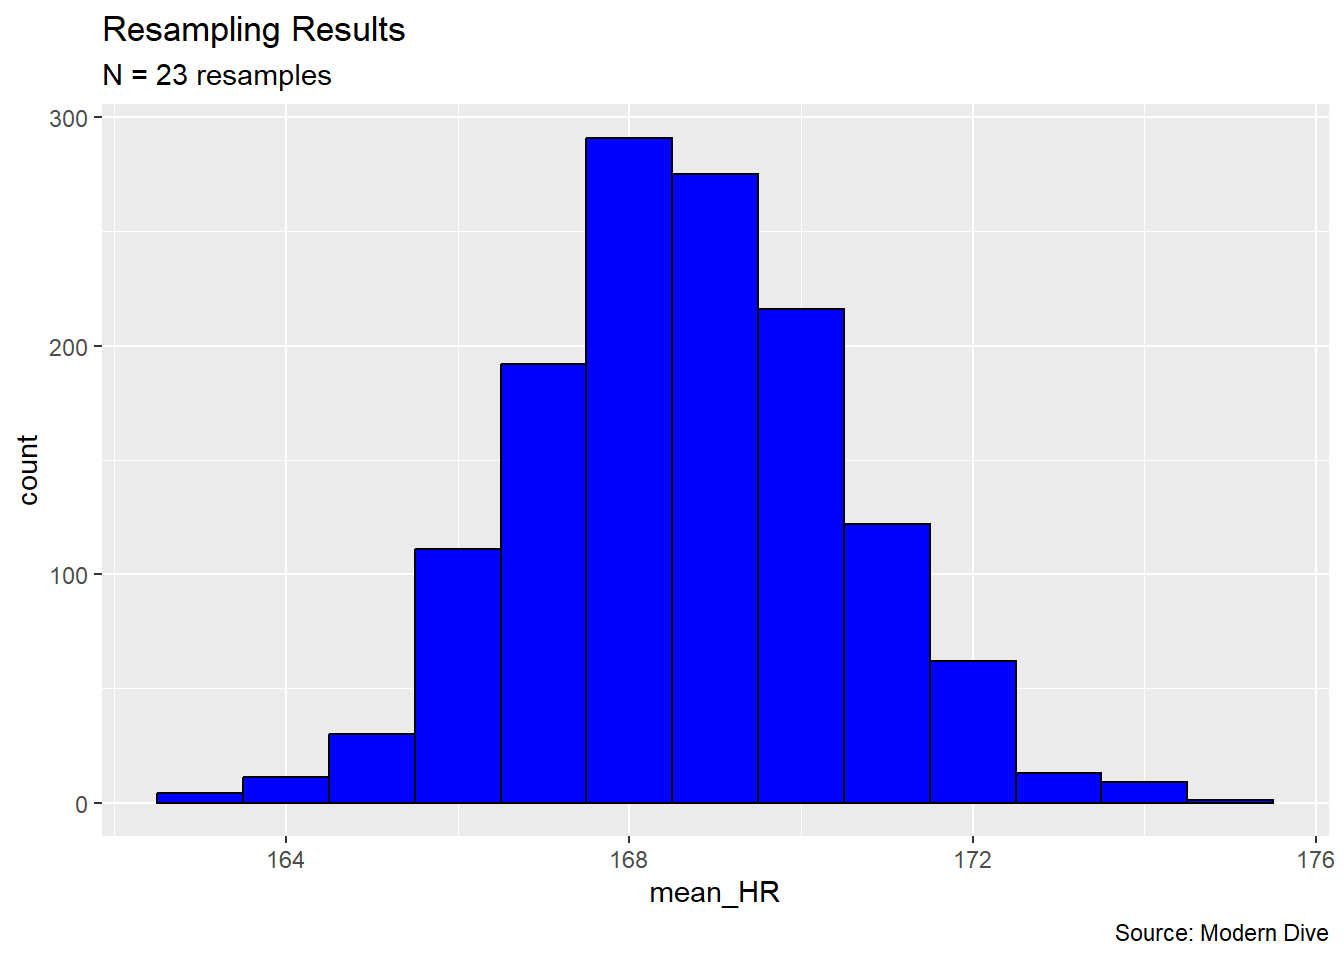 Resampling Results
N = 23 resamples
300
200
100
0
count
164 168 172 176
mean_HR
Source: Modern Dive